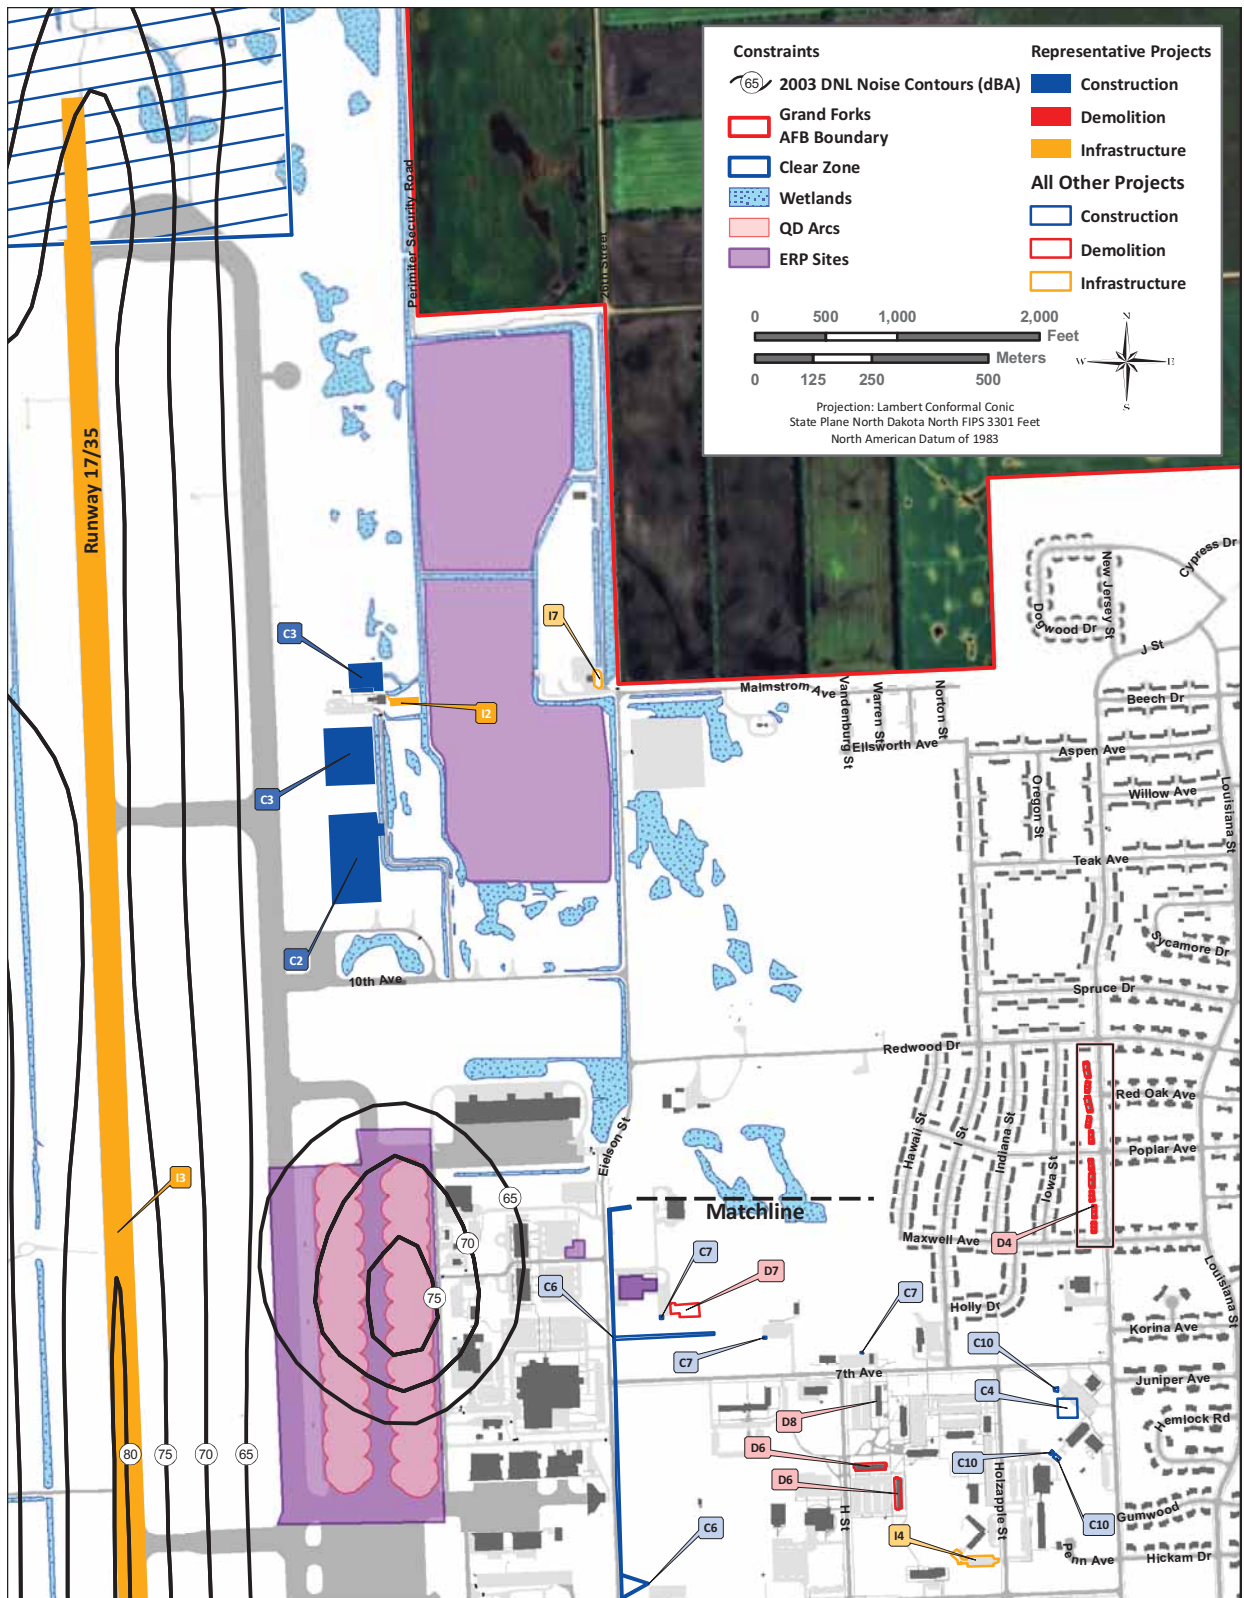 Constraints
65
2003 DNL Noise Contours (dBA)
Grand Forks
AFB Boundary
Clear Zone
Wetlands
QD Arcs
ERP Sites
Representative Projects
Construction
Demolition
Infrastructure
All Other Projects
Construction
Demolition
Infrastructure
0 500 1,000 2,000
Feet
Meters
0 125 250 500
N
W E
S
Projection: Lambert Conformal Conic
State Plane North Dakota North FIPS 3301 Feet
North American Datum of 1983
Perimiter Security Road
26th Street
Runway 17/35
Cypress Dr
New Jersey St
Dogwood Dr
J St
I7
C3
I2
C3
C2
Malmstrom Ave
Vandenburg St
Warren St
Norton St
Ellsworth Ave
Beech Dr
Aspen Ave
Oregon St
Willow Ave
Louisiana St
Teak Ave
Sycamore Dr
10th Ave
Spruce Dr
Redwood Dr
Red Oak Ave
Eielson St
Hawaii St
I St
Indiana St
Iowa St
Poplar Ave
I3
65
70
75
Matchline
Maxwell Ave
D4
C7
D7
C6
C7
C7
Holly Dr
Louisiana St
Korina Ave
C10
7th Ave
Juniper Ave
C4
D8
Hemlock Rd
80 75 70 65
D6
C10
D6
Holzapple St
H St
C10
Gumwood
C6
I4
Penn Ave
Hickam Dr